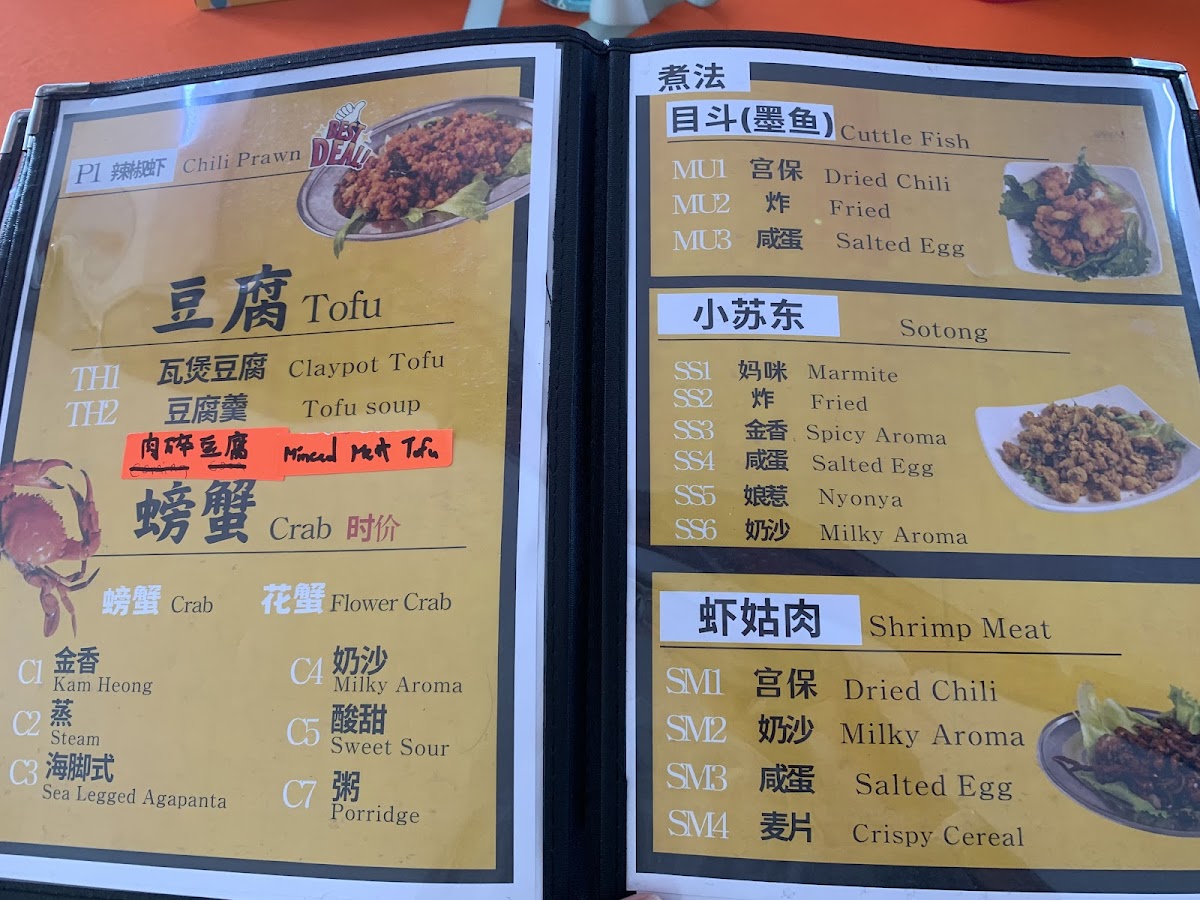 BEST DEAL!
P1 辣椒虾 Chili Prawn
豆腐 Tofu
TH1 瓦煲豆腐 Claypot Tofu
TH2 豆腐羹 Tofu soup
肉碎豆腐 Minced Meat Tofu
螃蟹 Crab 时价
螃蟹 Crab 花蟹 Flower Crab
C1 金香 Kam Heong
C2 蒸 Steam
C3 海脚式 Sea Legged Agapanta
C4 奶沙 Milky Aroma
C5 酸甜 Sweet Sour
C7 粥 Porridge
煮法
目斗(墨鱼) Cuttle Fish
MU1 宫保 Dried Chili
MU2 炸 Fried
MU3 咸蛋 Salted Egg
小苏东 Sotong
SS1 妈咪 Marmite
SS2 炸 Fried
SS3 金香 Spicy Aroma
SS4 咸蛋 Salted Egg
SS5 娘惹 Nyonya
SS6 奶沙 Milky Aroma
虾姑肉 Shrimp Meat
SM1 宫保 Dried Chili
SM2 奶沙 Milky Aroma
SM3 咸蛋 Salted Egg
SM4 麦片 Crispy Cereal